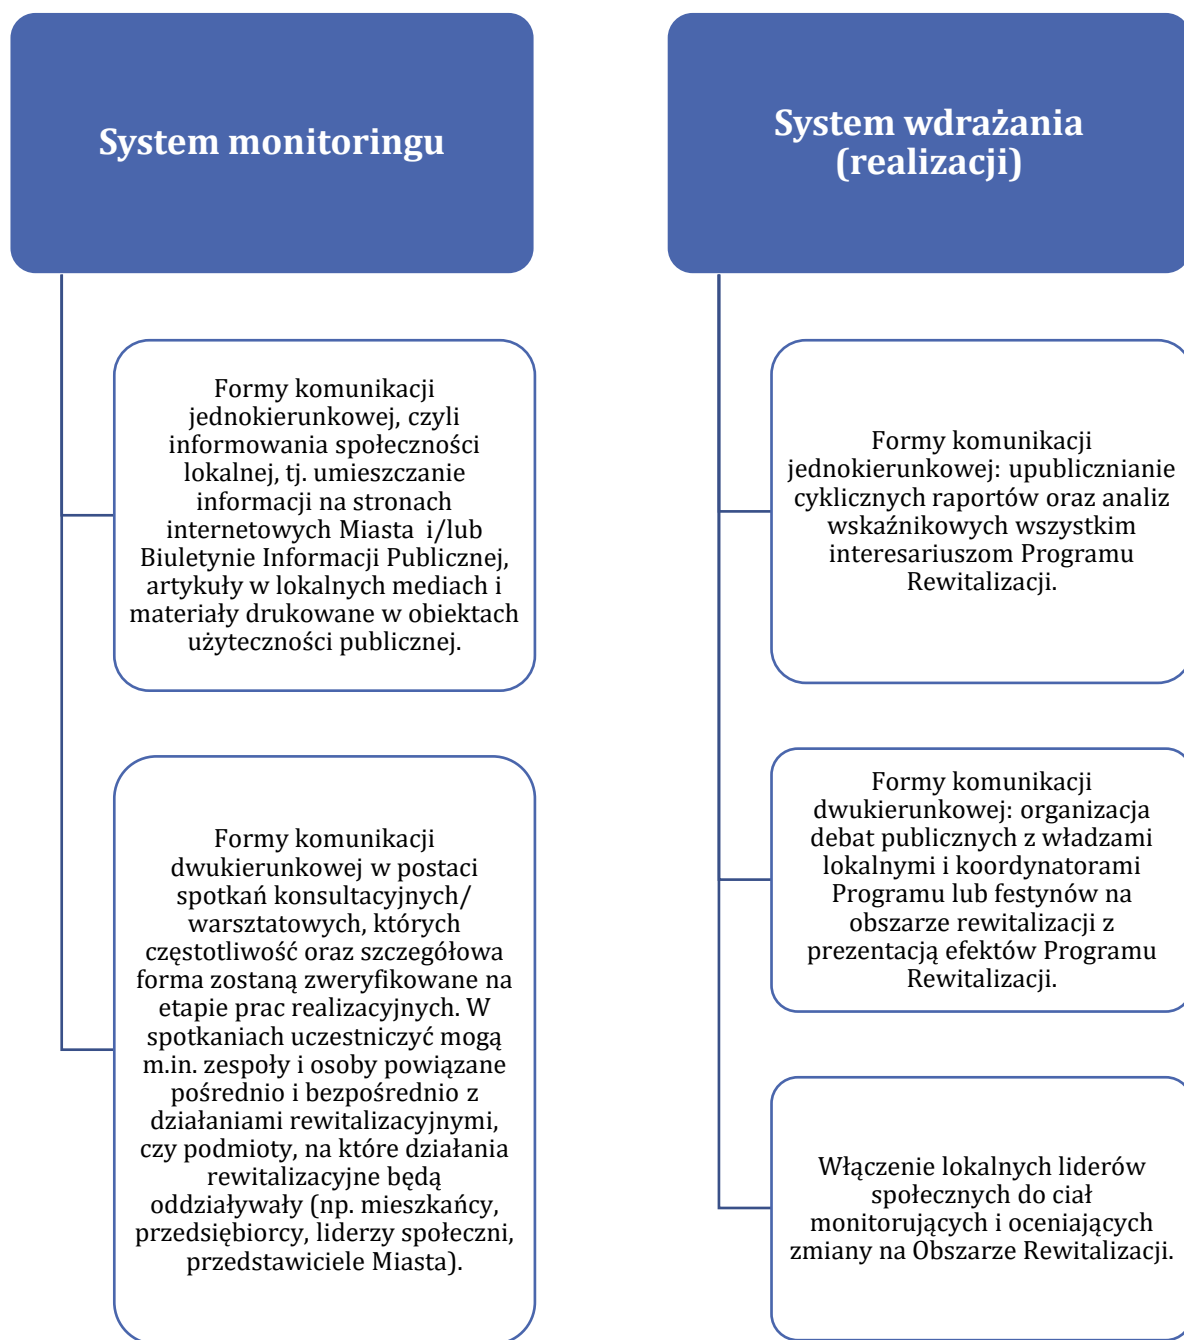 System monitoringu
Formy komunikacji
jednokierunkowej, czyli
informowania społeczności
lokalnej, tj. umieszczanie
informacji na stronach
internetowych Miasta  i/lub
Biuletynie Informacji Publicznej,
artykuły w lokalnych mediach i
materiały drukowane w obiektach
użyteczności publicznej.
Formy komunikacji
dwukierunkowej w postaci
spotkań konsultacyjnych/
warsztatowych, których
częstotliwość oraz szczegółowa
forma zostaną zweryfikowane na
etapie prac realizacyjnych. W
spotkaniach uczestniczyć mogą
m.in. zespoły i osoby powiązane
pośrednio i bezpośrednio z
działaniami rewitalizacyjnymi,
czy podmioty, na które działania
rewitalizacyjne będą
oddziaływały (np. mieszkańcy,
przedsiębiorcy, liderzy społeczni,
przedstawiciele Miasta).
System wdrażania
(realizacji)
Formy komunikacji
jednokierunkowej: upublicznianie
cyklicznych raportów oraz analiz
wskaźnikowych wszystkim
interesariuszom Programu
Rewitalizacji.
Formy komunikacji
dwukierunkowej: organizacja
debat publicznych z władzami
lokalnymi i koordynatorami
Programu lub festynów na
obszarze rewitalizacji z
prezentacją efektów Programu
Rewitalizacji.
Włączenie lokalnych liderów
społecznych do ciał
monitorujących i oceniających
zmiany na Obszarze Rewitalizacji.